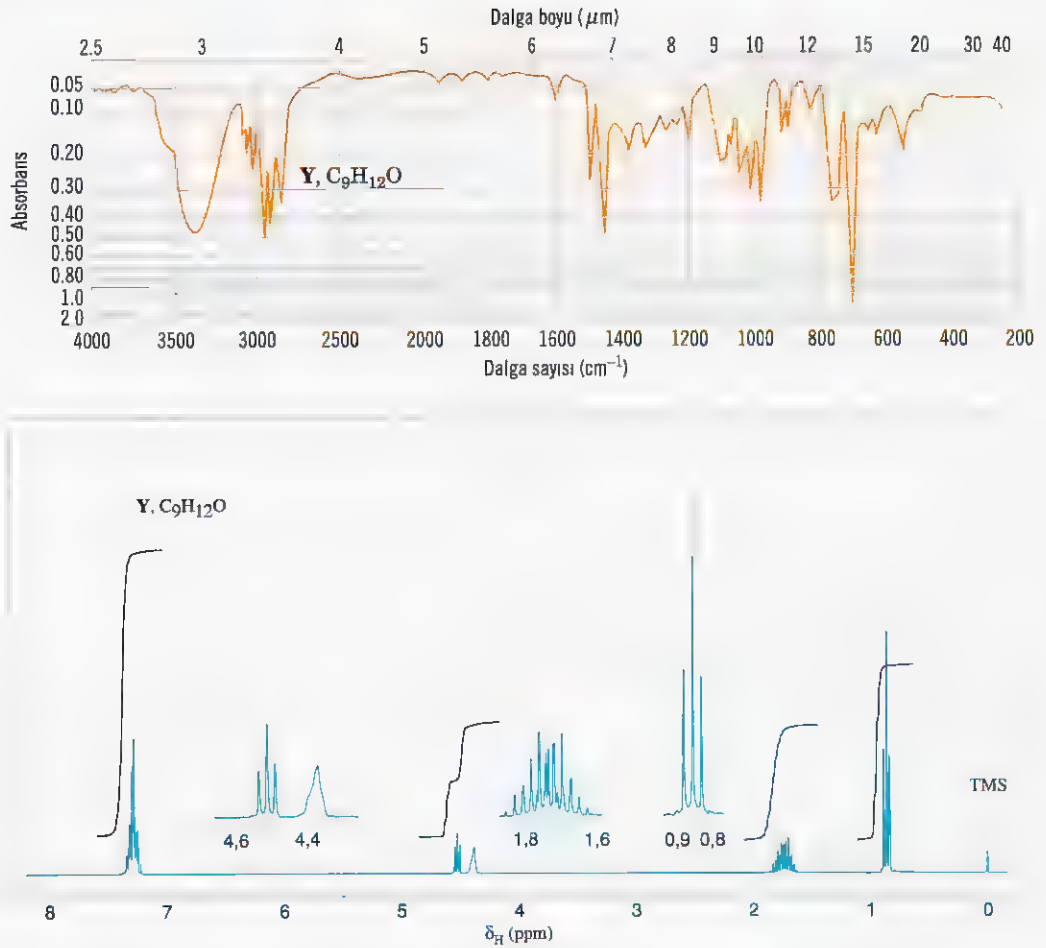 Dalga boyu (μm)
2.5 3 4 5 6 7 8 9 10 12 15 20 30 40
Absorbans
0.05
0.10
0.20
0.30
0.40
0.50
0.60
0.80
1.0
2 0
Y, C₉H₁₂O
4000 3500 3000 2500 2000 1800 1600 1400 1200 1000 800 600 400 200
Dalga sayısı (cm⁻¹)
Y, C₉H₁₂O
TMS
4,6 4,4 1,8 1,6 0,9 0,8
8 7 6 5 4 3 2 1 0
δH (ppm)